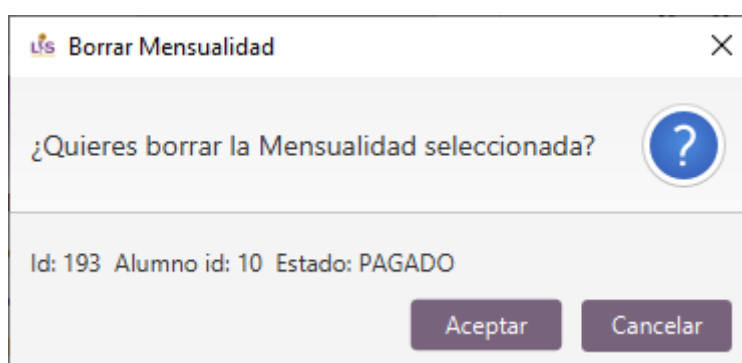 Borrar Mensualidad
¿Quieres borrar la Mensualidad seleccionada?
?
Id: 193 Alumno id: 10 Estado: PAGADO
Aceptar Cancelar